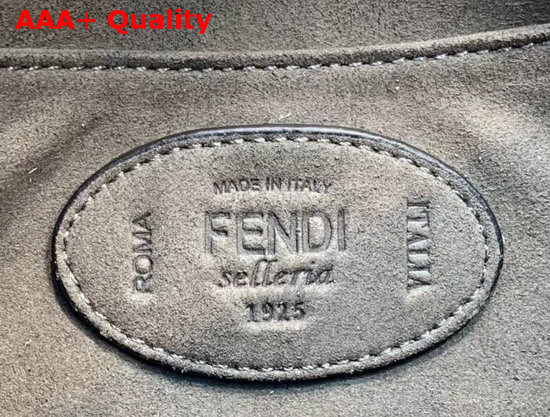 AAA+ Quality
MADE IN ITALY
ROMA
FENDI
ITALIA
selleria
1925